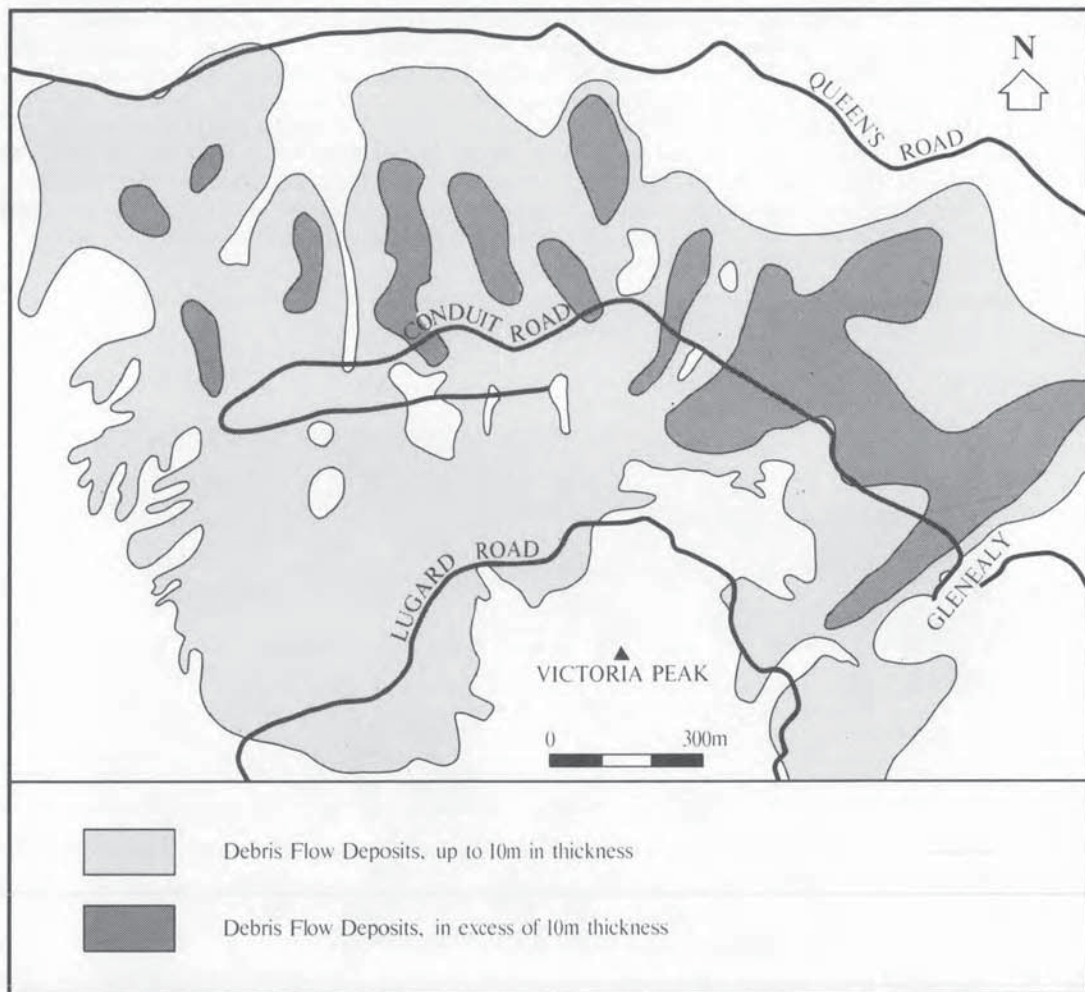 N
QUEEN'S ROAD
CONDUIT ROAD
LUGARD ROAD
GLENEALY
VICTORIA PEAK
0 300m
Debris Flow Deposits, up to 10m in thickness
Debris Flow Deposits, in excess of 10m thickness